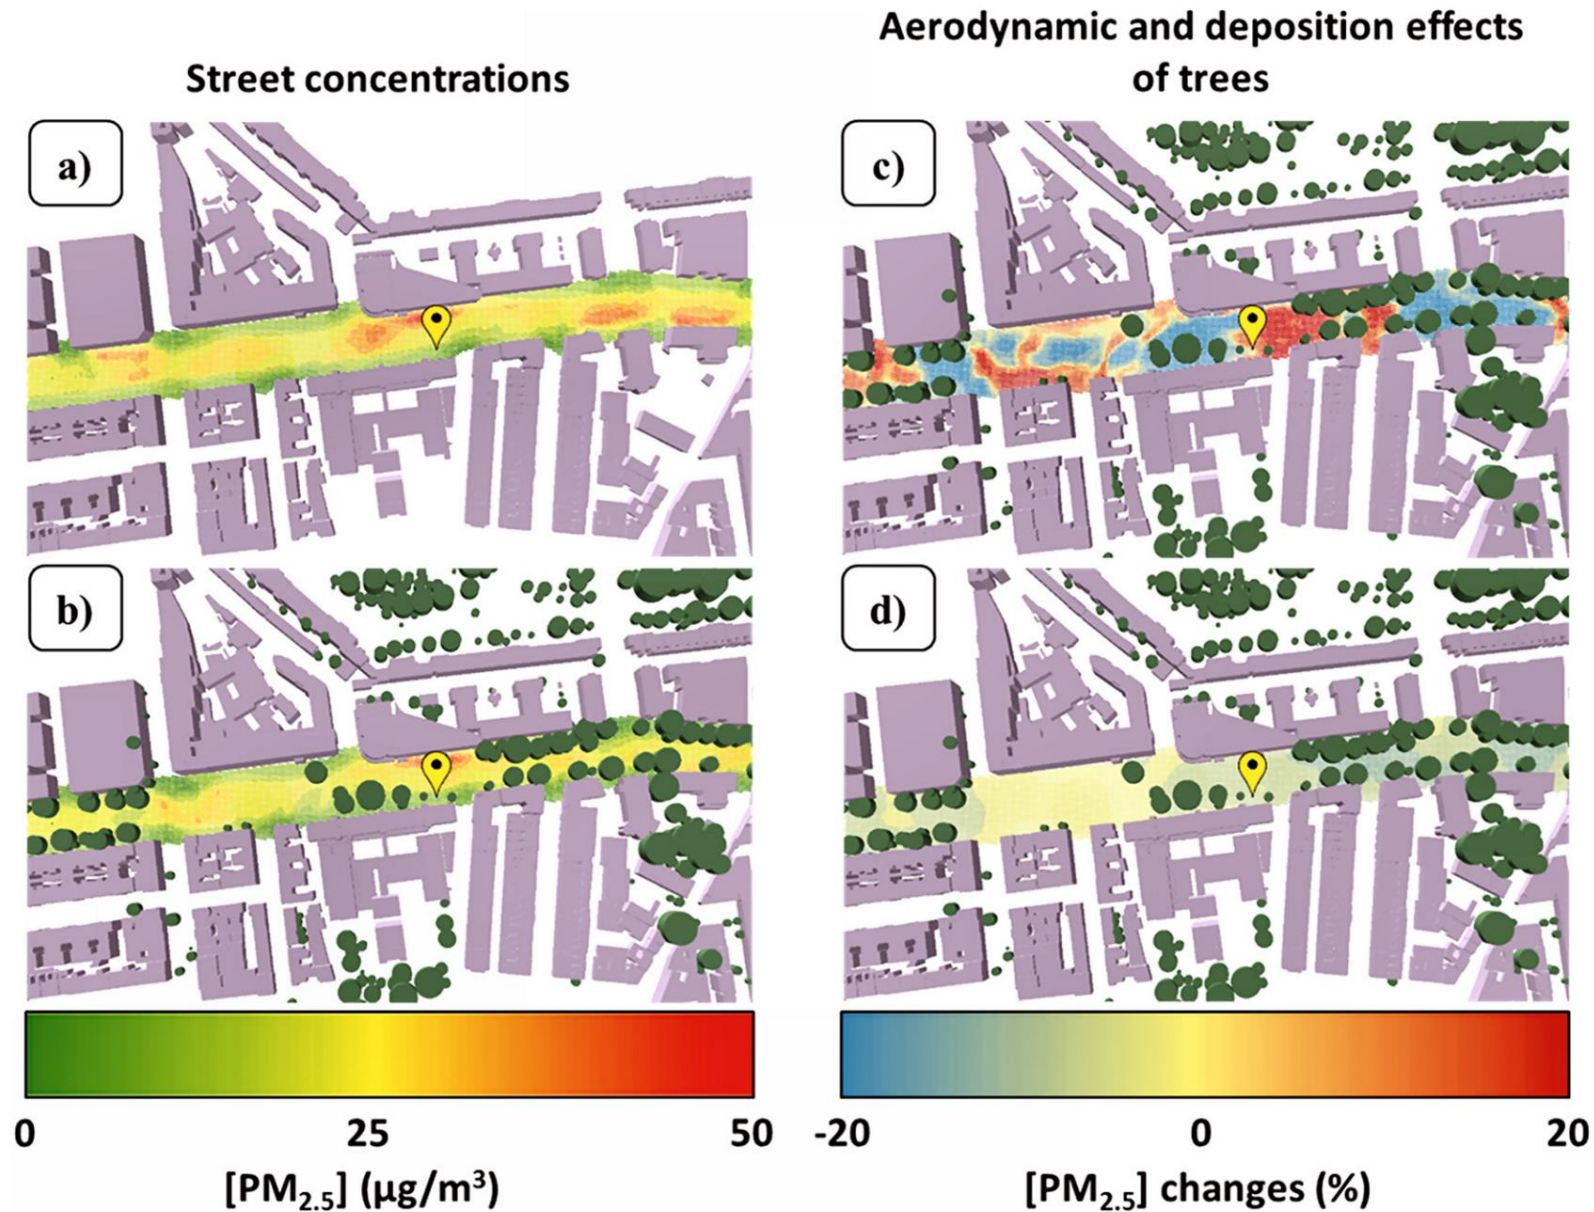 Street concentrations
Aerodynamic and deposition effects
of trees
a)
c)
b)
d)
0 25 50
[PM₂.₅] (µg/m³)
-20 0 20
[PM₂.₅] changes (%)